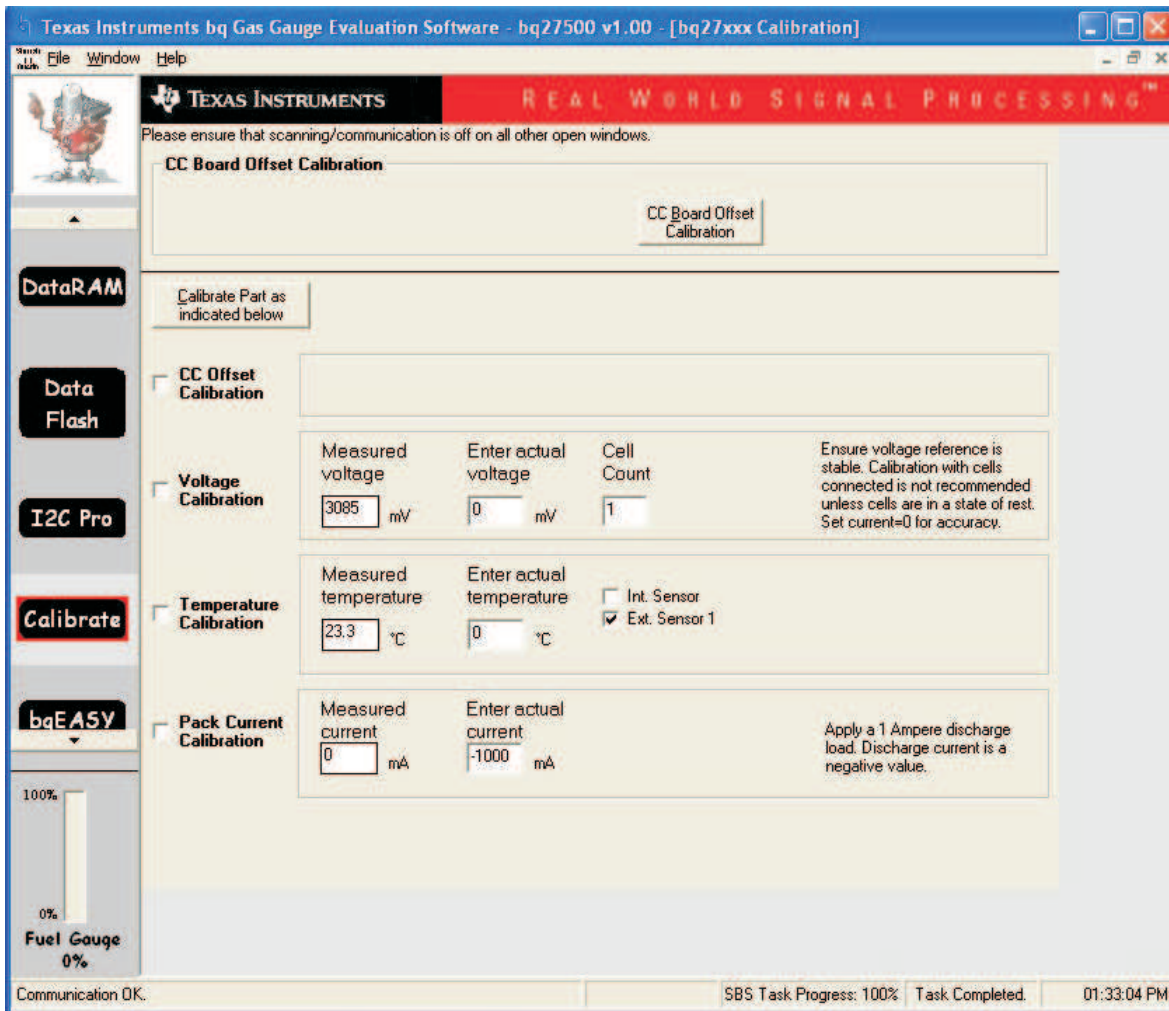 Texas Instruments bq Gas Gauge Evaluation Software - bq27500 v1.00 - [bq27xxx Calibration]
File Window Help
TEXAS INSTRUMENTS
REAL WORLD SIGNAL PROCESSING™
Please ensure that scanning/communication is off on all other open windows.
CC Board Offset Calibration
CC Board Offset
Calibration
DataRAM
Data
Flash
I2C Pro
Calibrate
bqEASY
Calibrate Part as
indicated below
CC Offset
Calibration
Voltage
Calibration
Measured
voltage
3085 mV
Enter actual
voltage
0 mV
Cell
Count
1
Ensure voltage reference is
stable. Calibration with cells
connected is not recommended
unless cells are in a state of rest.
Set current=0 for accuracy.
Temperature
Calibration
Measured
temperature
23.3 °C
Enter actual
temperature
0 °C
Int. Sensor
Ext. Sensor 1
Pack Current
Calibration
Measured
current
0 mA
Enter actual
current
-1000 mA
Apply a 1 Ampere discharge
load. Discharge current is a
negative value.
100%
0%
Fuel Gauge
0%
Communication OK.
SBS Task Progress: 100%
Task Completed.
01:33:04 PM